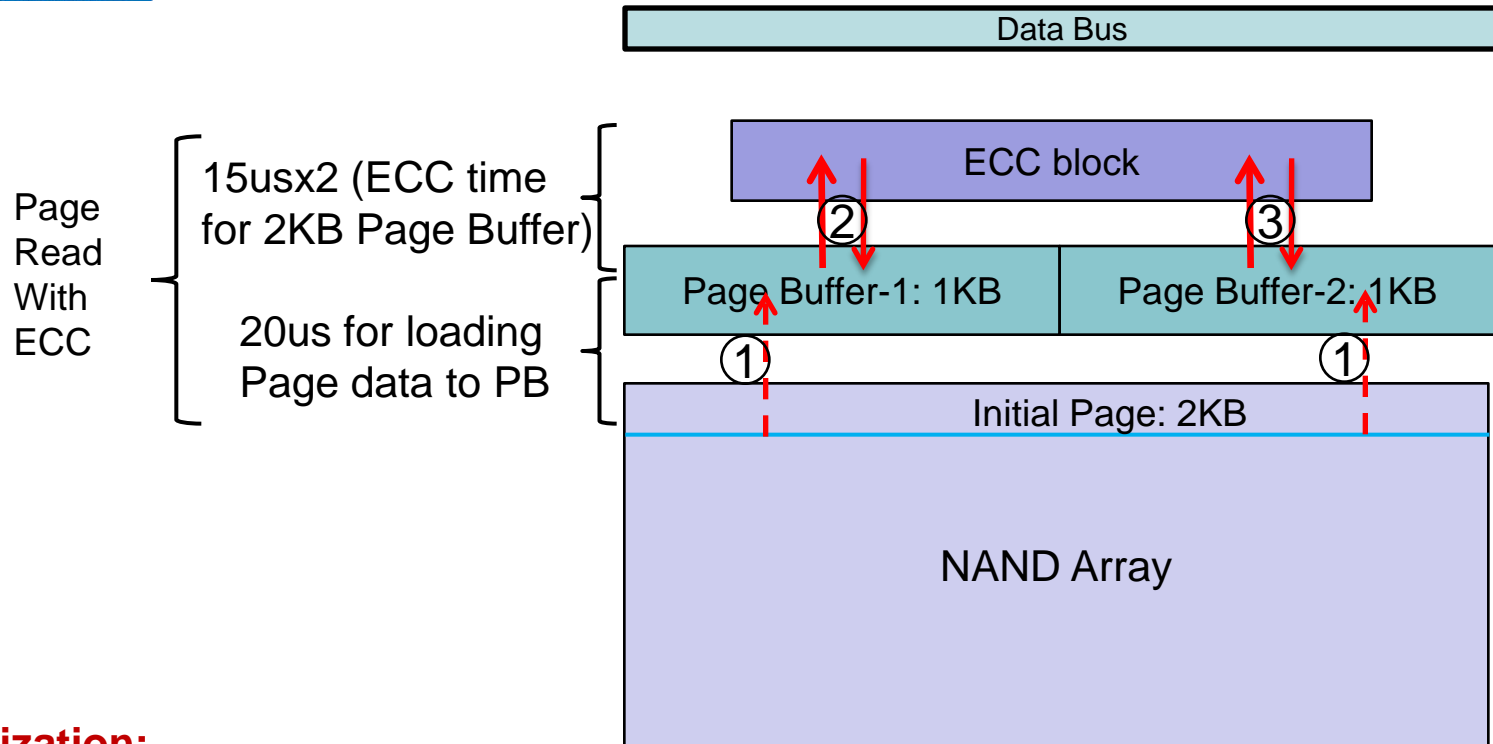 Data Bus
Page
Read
With
ECC
15usx2 (ECC time
for 2KB Page Buffer)
20us for loading
Page data to PB
ECC block
2
3
Page Buffer-1: 1KB
Page Buffer-2: 1KB
1
1
Initial Page: 2KB
NAND Array
ization: